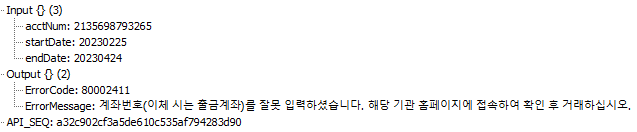 Input {} (3)
acctNum: 2135698793265
startDate: 20230225
endDate: 20230424
Output {} (2)
ErrorCode: 80002411
ErrorMessage: 계좌번호(이체 시는 출금계좌)를 잘못 입력하셨습니다. 해당 기관 홈페이지에 접속하여 확인 후 거래하십시오.
API_SEQ: a32c902cf3a5de610c535af794283d90